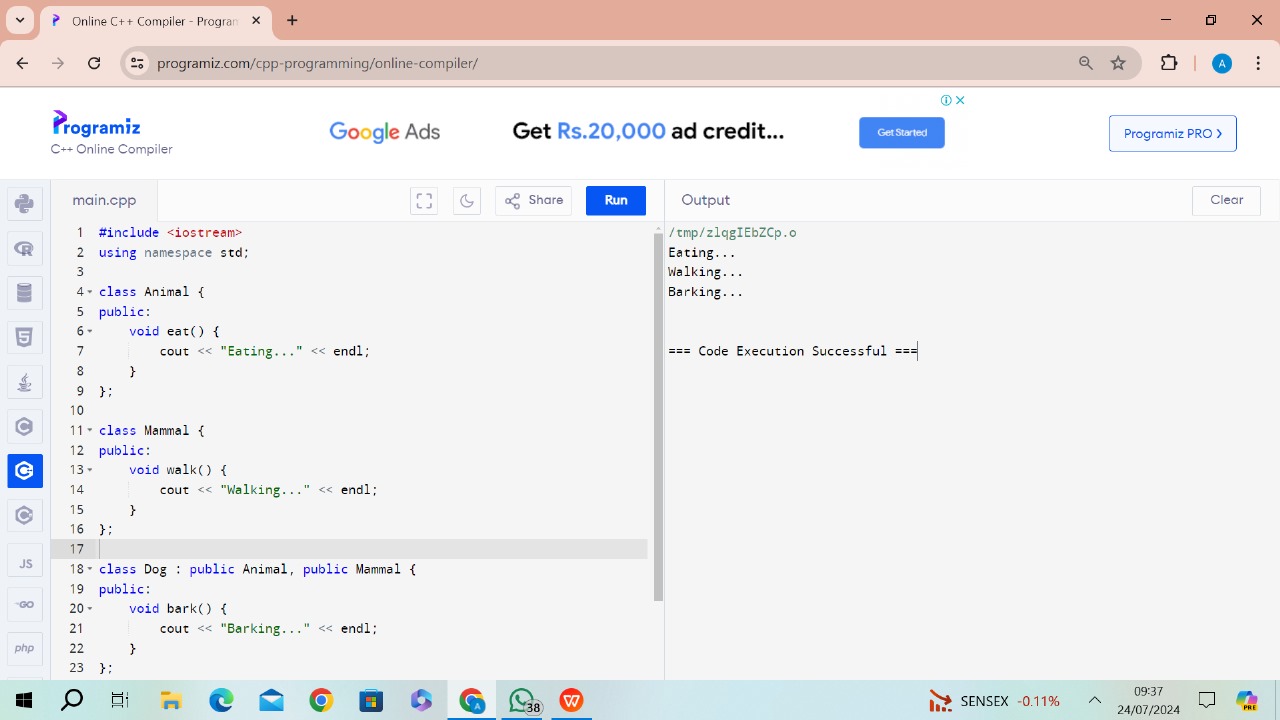 Online C++ Compiler - Program
programiz.com/cpp-programming/online-compiler/
A
Programiz
C++ Online Compiler
Google Ads
Get Rs.20,000 ad credit...
Get Started
Programiz PRO >
main.cpp
Share
Run
Output
Clear
1 #include <iostream>
2 using namespace std;
3
4 class Animal {
5 public:
6 void eat() {
7 cout << "Eating..." << endl;
8 }
9 };
10
11 class Mammal {
12 public:
13 void walk() {
14 cout << "Walking..." << endl;
15 }
16 };
17
18 class Dog : public Animal, public Mammal {
19 public:
20 void bark() {
21 cout << "Barking..." << endl;
22 }
23 };
/tmp/zlqgIEbZCp.o
Eating...
Walking...
Barking...
=== Code Execution Successful ===
JS
GO
php
A
38
W
SENSEX -0.11%
09:37
24/07/2024
PRE